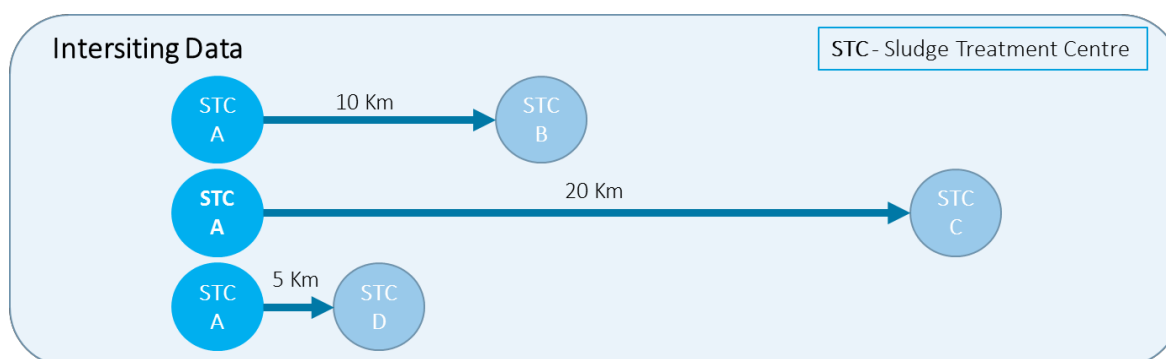 Intersiting Data
STC - Sludge Treatment Centre
STC
A
10 Km
STC
B
STC
A
20 Km
STC
C
STC
A
5 Km
STC
D